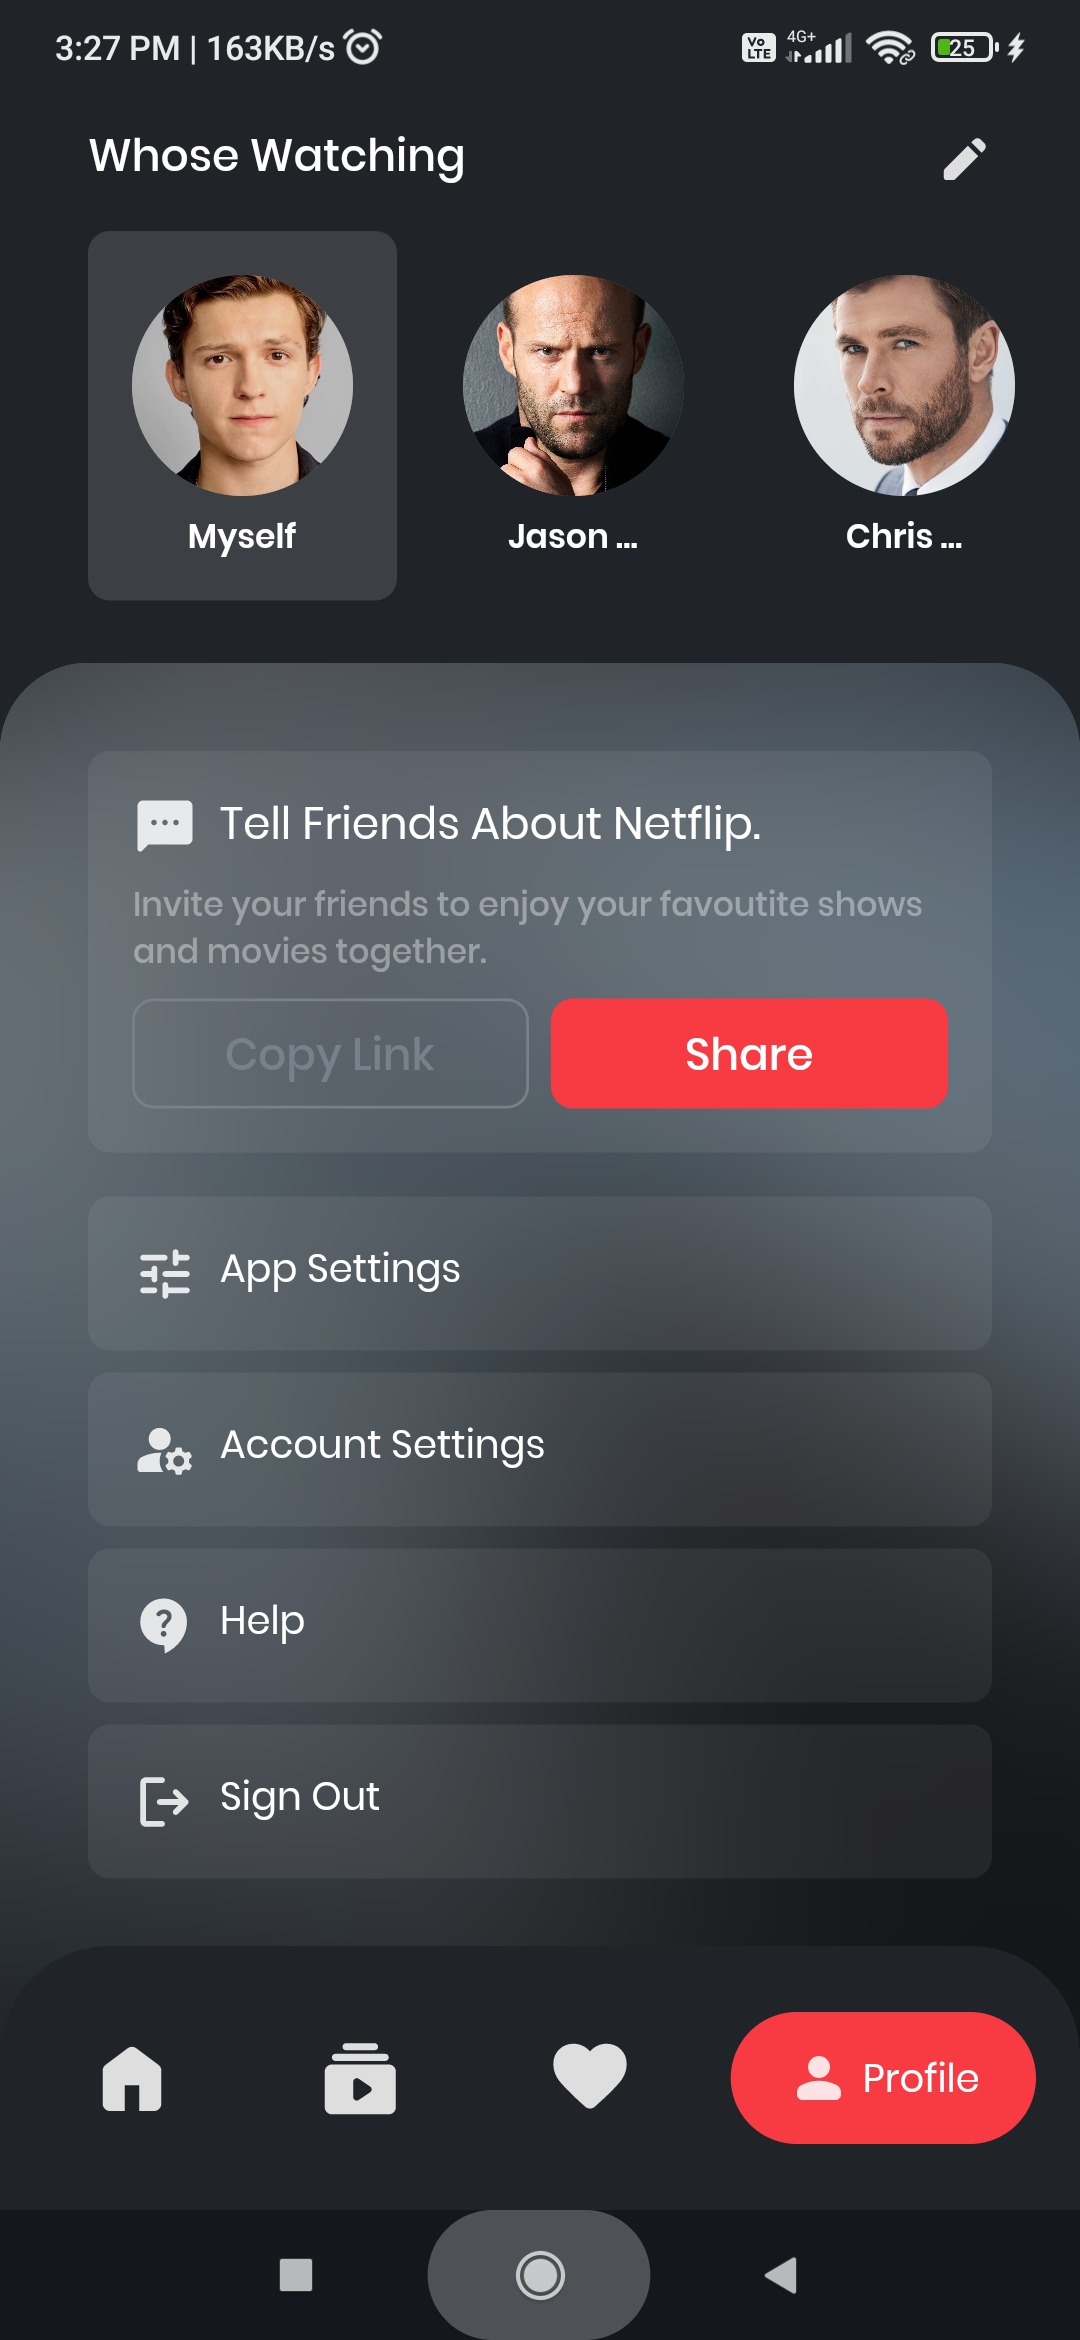 3:27 PM | 163KB/s
Vo
LTE
4G+
25
Whose Watching
Myself
Jason ...
Chris ...
Tell Friends About Netflip.
Invite your friends to enjoy your favoutite shows
and movies together.
Copy Link
Share
App Settings
Account Settings
Help
Sign Out
Profile